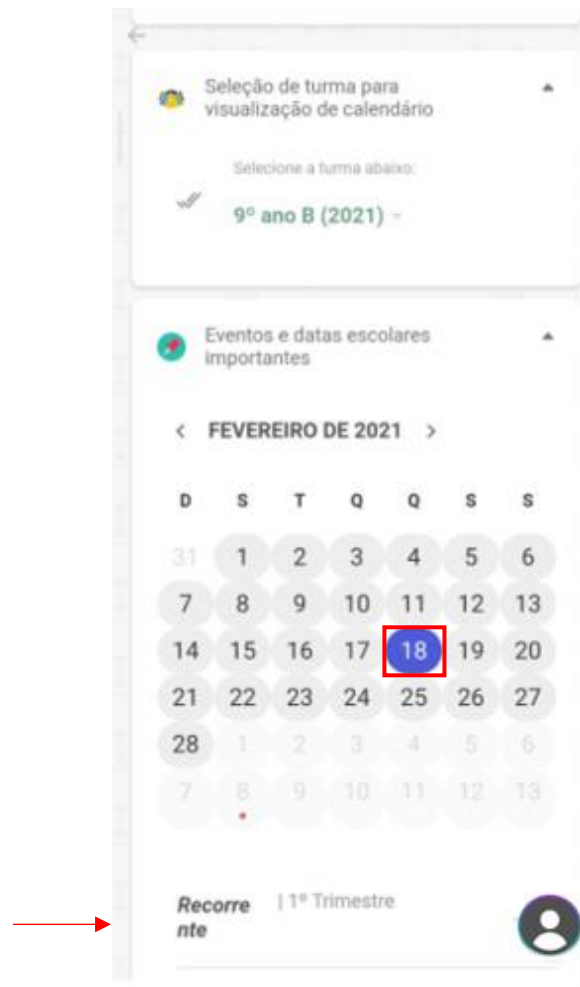 Seleção de turma para
visualização de calendário
Selecione a turma abaixo:
9º ano B (2021)
Eventos e datas escolares
importantes
< FEVEREIRO DE 2021 >
D S T Q Q S S
31 1 2 3 4 5 6
7 8 9 10 11 12 13
14 15 16 17 18 19 20
21 22 23 24 25 26 27
28 1 2 3 4 5 6
7 8 9 10 11 12 13
Recorre | 1º Trimestre
nte